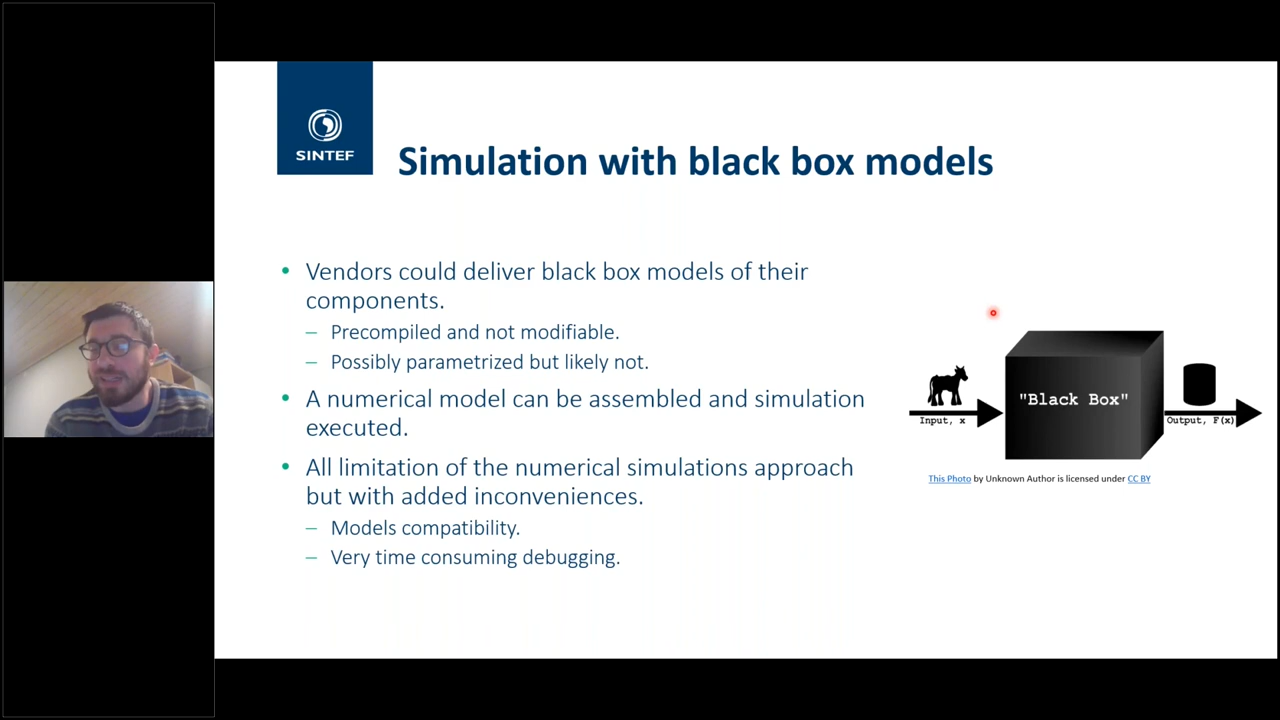 SINTEF
Simulation with black box models
• Vendors could deliver black box models of their
components.
– Precompiled and not modifiable.
– Possibly parametrized but likely not.
• A numerical model can be assembled and simulation
executed.
• All limitation of the numerical simulations approach
but with added inconveniences.
– Models compatibility.
– Very time consuming debugging.
"Black Box"
Input, x
Output, F(x)
This Photo by Unknown Author is licensed under CC BY